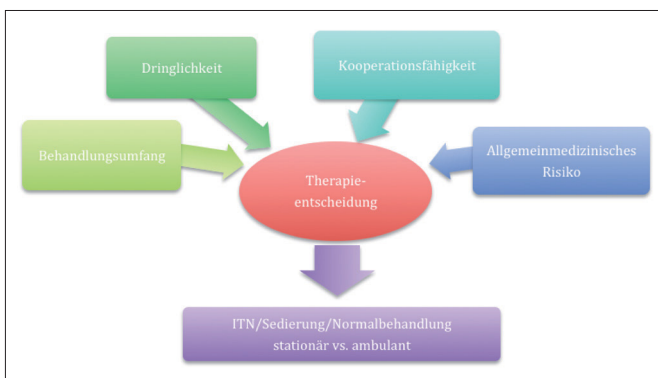 Dringlichkeit
Kooperationsfähigkeit
Behandlungsumfang
Allgemeinmedizinisches
Risiko
Therapie-
entscheidung
ITN/Sedierung/Normalbehandlung
stationär vs. ambulant